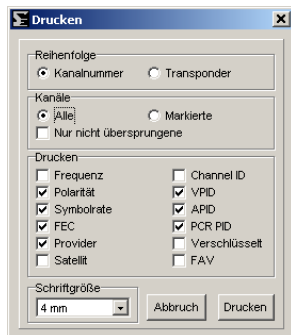 Drucken
Reihenfolge
Kanalnummer Transponder
Kanäle
Alle Markierte
Nur nicht übersprungene
Drucken
Frequenz Channel ID
Polarität VPID
Symbolrate APID
FEC PCR PID
Provider Verschlüsselt
Satellit FAV
Schriftgröße
4 mm Abbruch Drucken